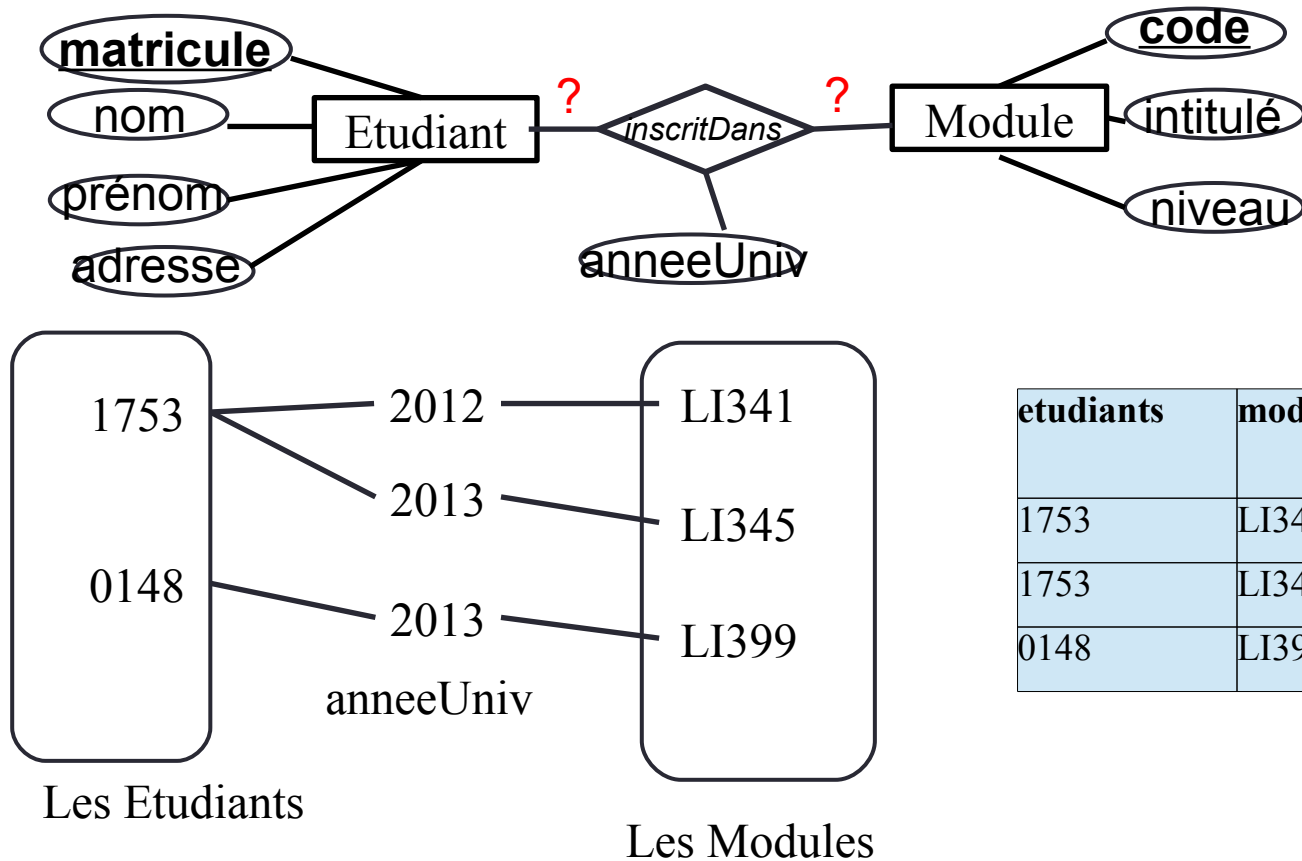 matricule
code
nom
?
?
Etudiant
inscritDans
Module
intitulé
prénom
niveau
adresse
anneeUniv
1753
2012
LI341
etudiants
2013
LI345
1753
0148
1753
2013
LI399
0148
anneeUniv
Les Etudiants
Les Modules